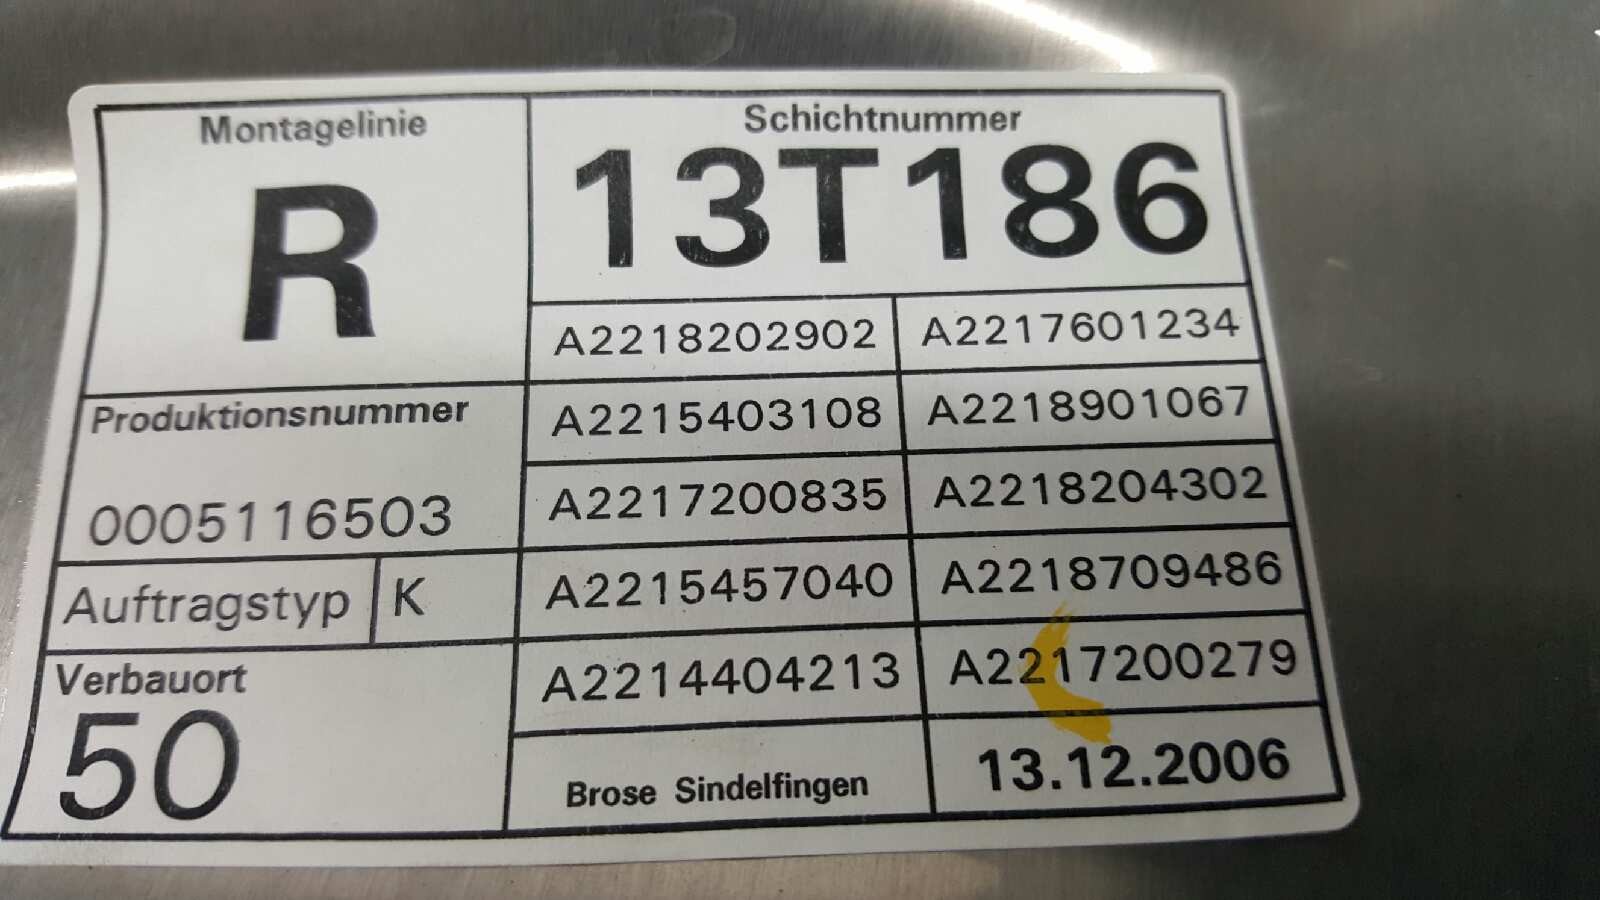 Montagelinie
R
Schichtnummer
13T186
A2218202902 A2217601234
Produktionsnummer
0005116503
A2215403108 A2218901067
A2217200835 A2218204302
Auftragstyp K
A2215457040 A2218709486
Verbauort
50
A2214404213 A2217200279
Brose Sindelfingen 13.12.2006